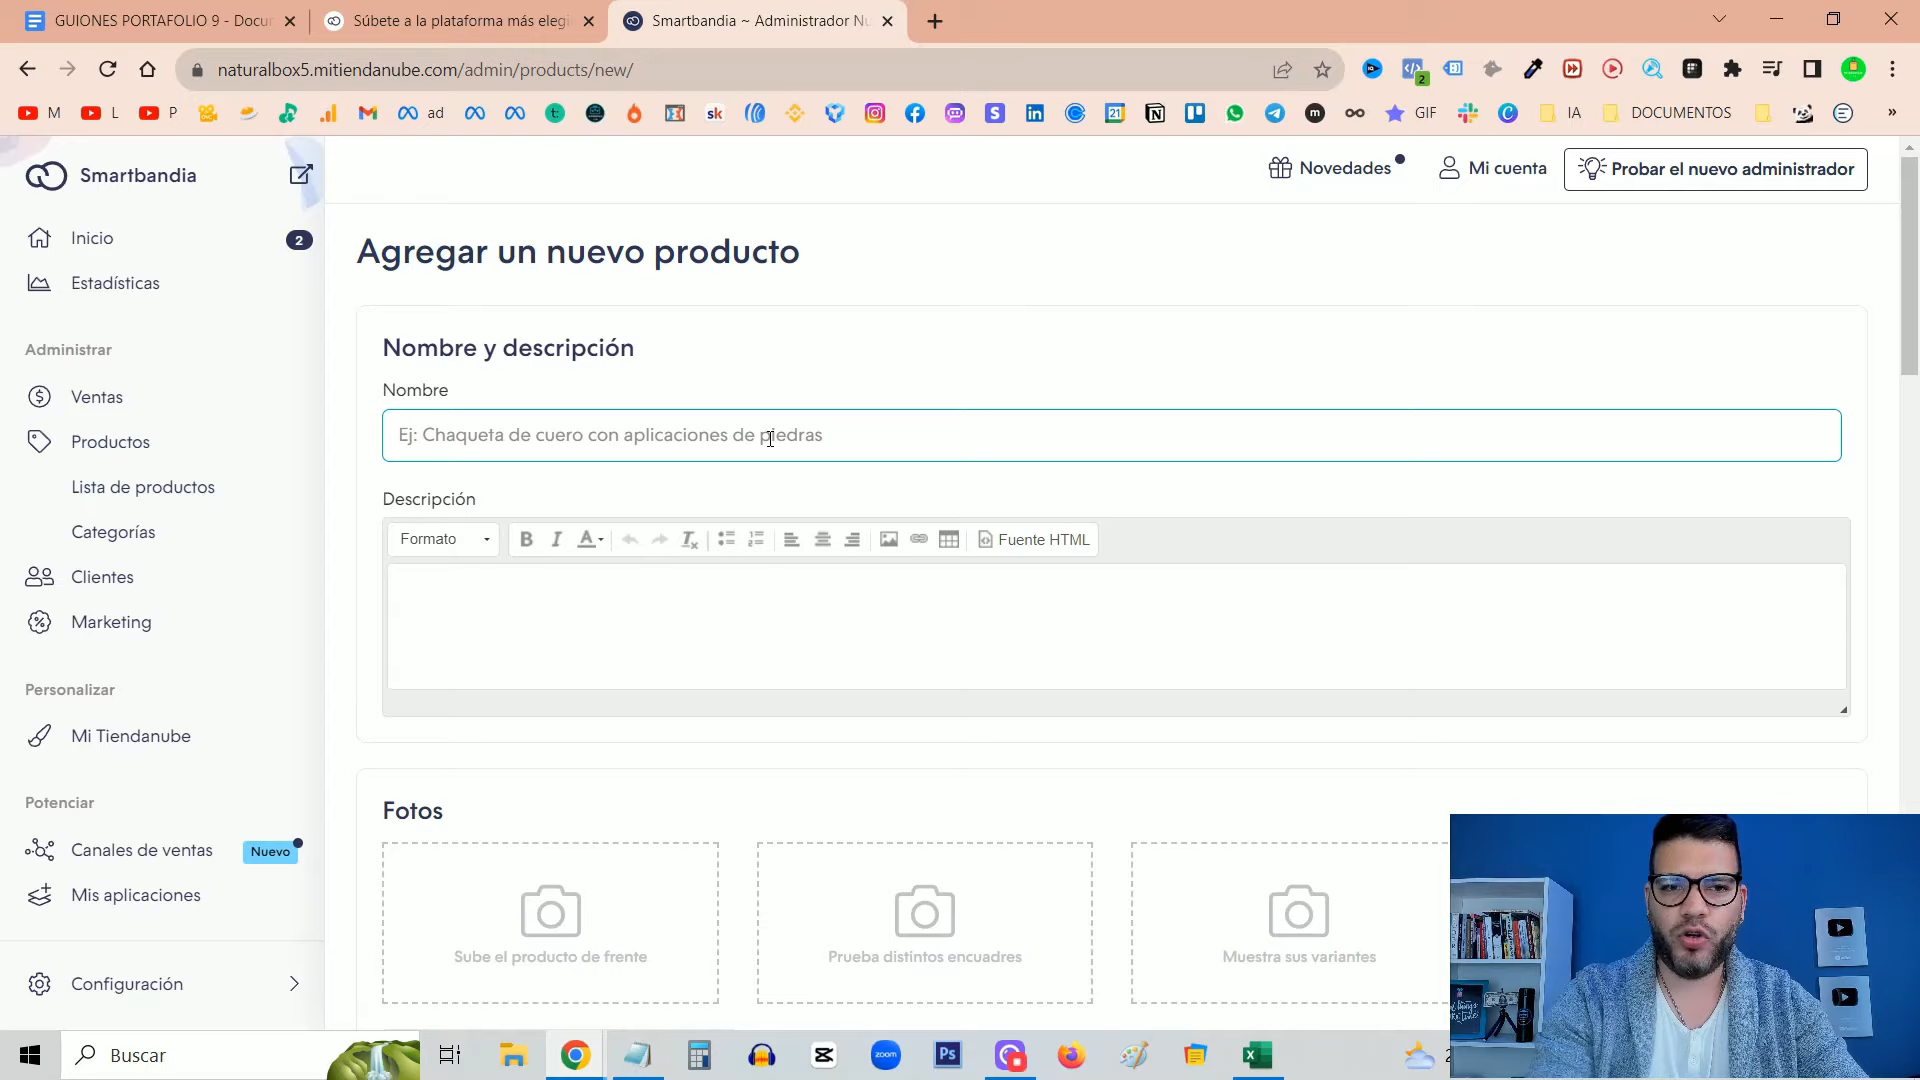 GUIONES PORTAFOLIO 9 - Docu
Súbete a la plataforma más elegi
Smartbandia ~ Administrador Nu
naturalbox5.mitiendanube.com/admin/products/new/
2
M
L
P
ad
sk
21
GIF
IA
DOCUMENTOS
»
Smartbandia
Novedades
Mi cuenta
Probar el nuevo administrador
Inicio
2
Estadísticas
Administrar
Ventas
Productos
Lista de productos
Categorías
Clientes
Marketing
Personalizar
Mi Tiendanube
Potenciar
Canales de ventas
Nuevo
Mis aplicaciones
Configuración
Agregar un nuevo producto
Nombre y descripción
Nombre
Ej: Chaqueta de cuero con aplicaciones de piedras
Descripción
Formato
Fuente HTML
Fotos
Sube el producto de frente
Prueba distintos encuadres
Muestra sus variantes
Buscar
zoom
Ps